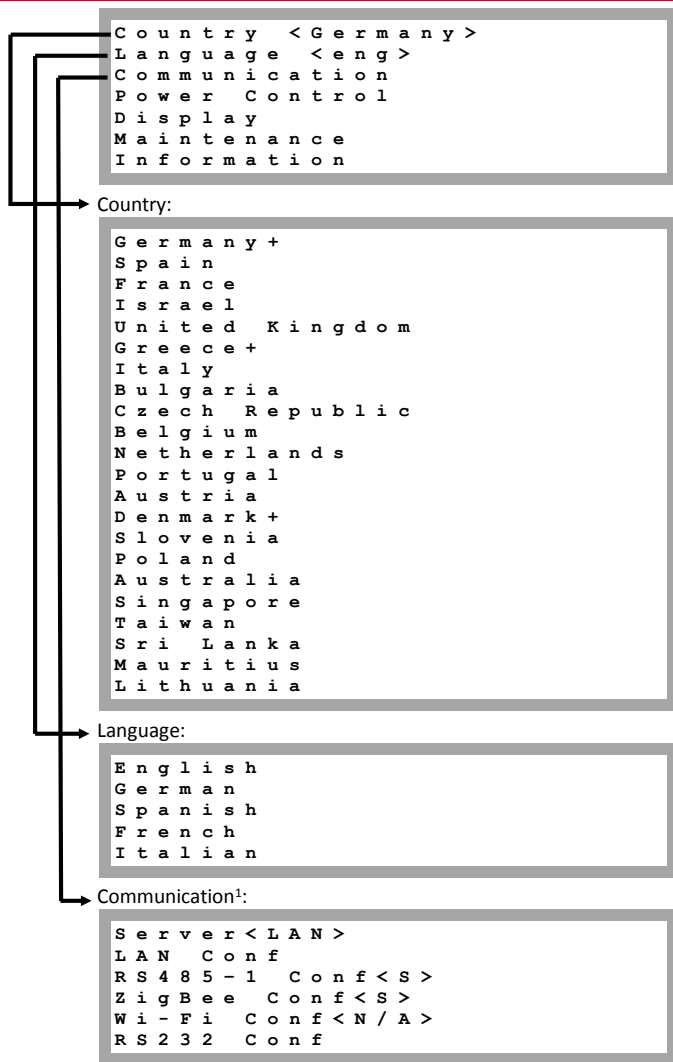 Country <Germany>
Language <eng>
Communication
Power Control
Display
Maintenance
Information
Country:
Germany+
Spain
France
Israel
United Kingdom
Greece+
Italy
Bulgaria
Czech Republic
Belgium
Netherlands
Portugal
Austria
Denmark+
Slovenia
Poland
Australia
Singapore
Taiwan
Sri Lanka
Mauritius
Lithuania
Language:
English
German
Spanish
French
Italian
Communication¹:
Server<LAN>
LAN Conf
RS485-1 Conf<S>
ZigBee Conf<S>
Wi-Fi Conf<N/A>
RS232 Conf